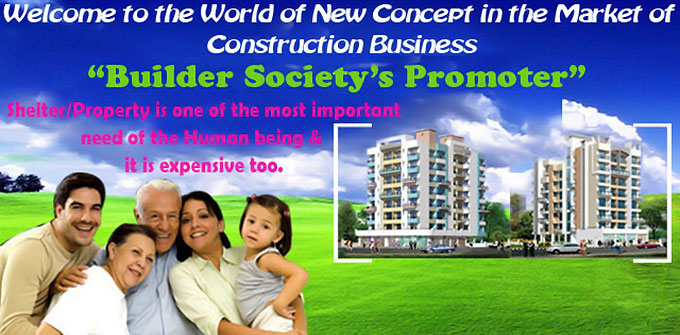 Welcome to the World of New Concept in the Market of
Construction Business
“Builder Society’s Promoter”
Shelter/Property is one of the most important
need of the Human being &
it is expensive too.